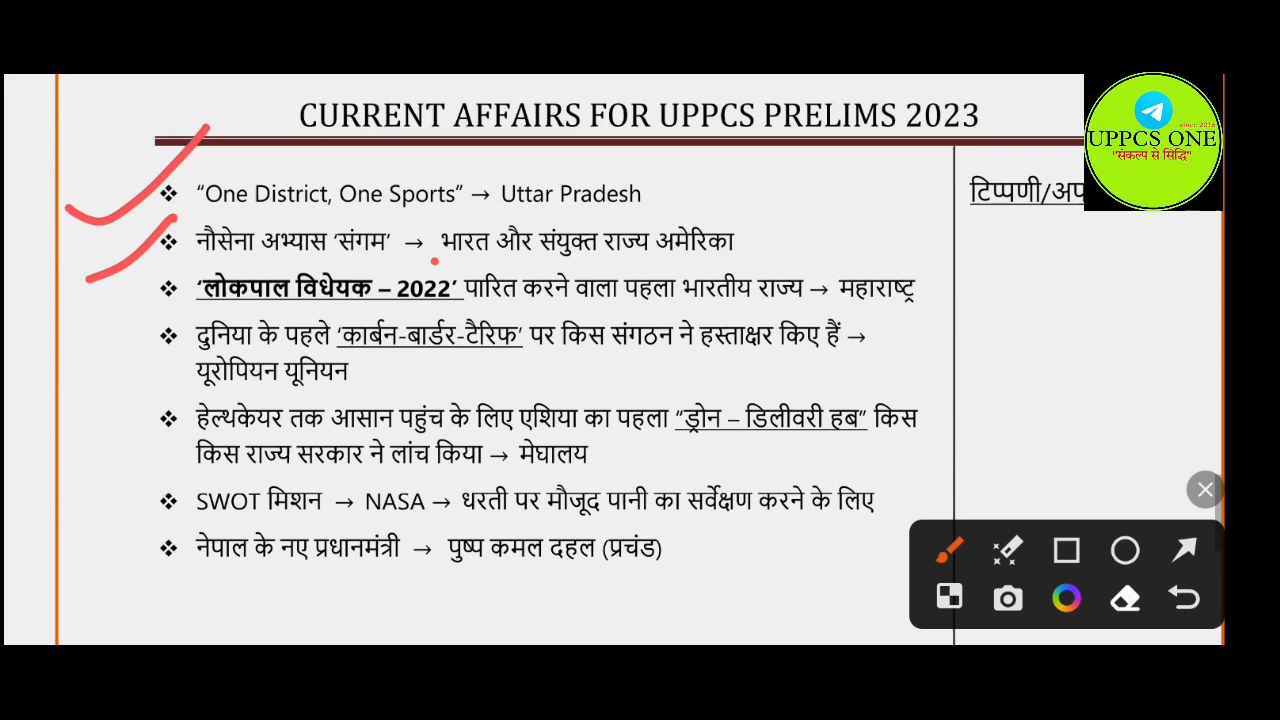 CURRENT AFFAIRS FOR UPPCS PRELIMS 2023
since 2016
UPPCS ONE
"संकल्प से सिद्धि"
❖ “One District, One Sports” → Uttar Pradesh
टिप्पणी/
❖ नौसेना अभ्यास ‘संगम’ → भारत और संयुक्त राज्य अमेरिका
❖ ‘लोकपाल विधेयक – 2022’ पारित करने वाला पहला भारतीय राज्य → महाराष्ट्र
❖ दुनिया के पहले ‘कार्बन-बार्डर-टैरिफ’ पर किस संगठन ने हस्ताक्षर किए हैं →
यूरोपियन यूनियन
❖ हेल्थकेयर तक आसान पहुंच के लिए एशिया का पहला “ड्रोन – डिलीवरी हब” किस
किस राज्य सरकार ने लांच किया → मेघालय
❖ SWOT मिशन → NASA → धरती पर मौजूद पानी का सर्वेक्षण करने के लिए
❖ नेपाल के नए प्रधानमंत्री → पुष्प कमल दहल (प्रचंड)